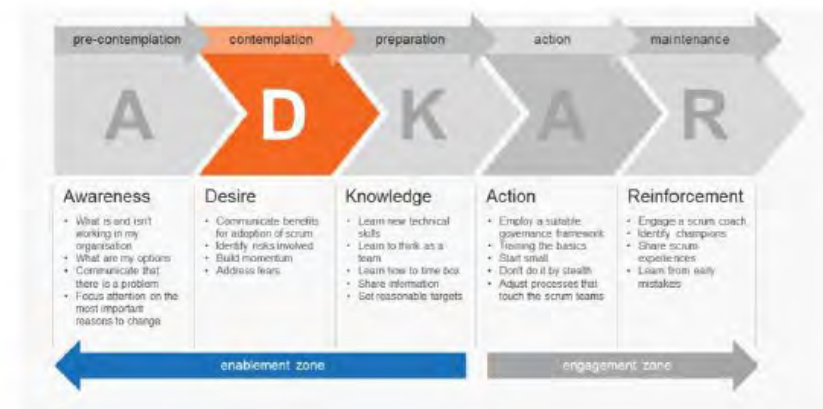 pre-contemplation
contemplation
preparation
action
maintenance
A
D
K
A
R
Awareness
• What is and isn't
working in my
organisation
• What are my options
• Communicate that
there is a problem
• Focus attention on the
most important
reasons to change
Desire
• Communicate benefits
for adoption of scrum
• Identify risks involved
• Build momentum
• Address fears
Knowledge
• Learn new technical
skills
• Learn to think as a
team
• Learn how to time box
• Share information
• Set reasonable targets
Action
• Employ a suitable
governance framework
• Training the basics
• Start small
• Don't do it by stealth
• Adjust processes that
touch the scrum teams
Reinforcement
• Engage a scrum coach
• Identify champions
• Share scrum
experiences
• Learn from early
mistakes
enablement zone
engagement zone